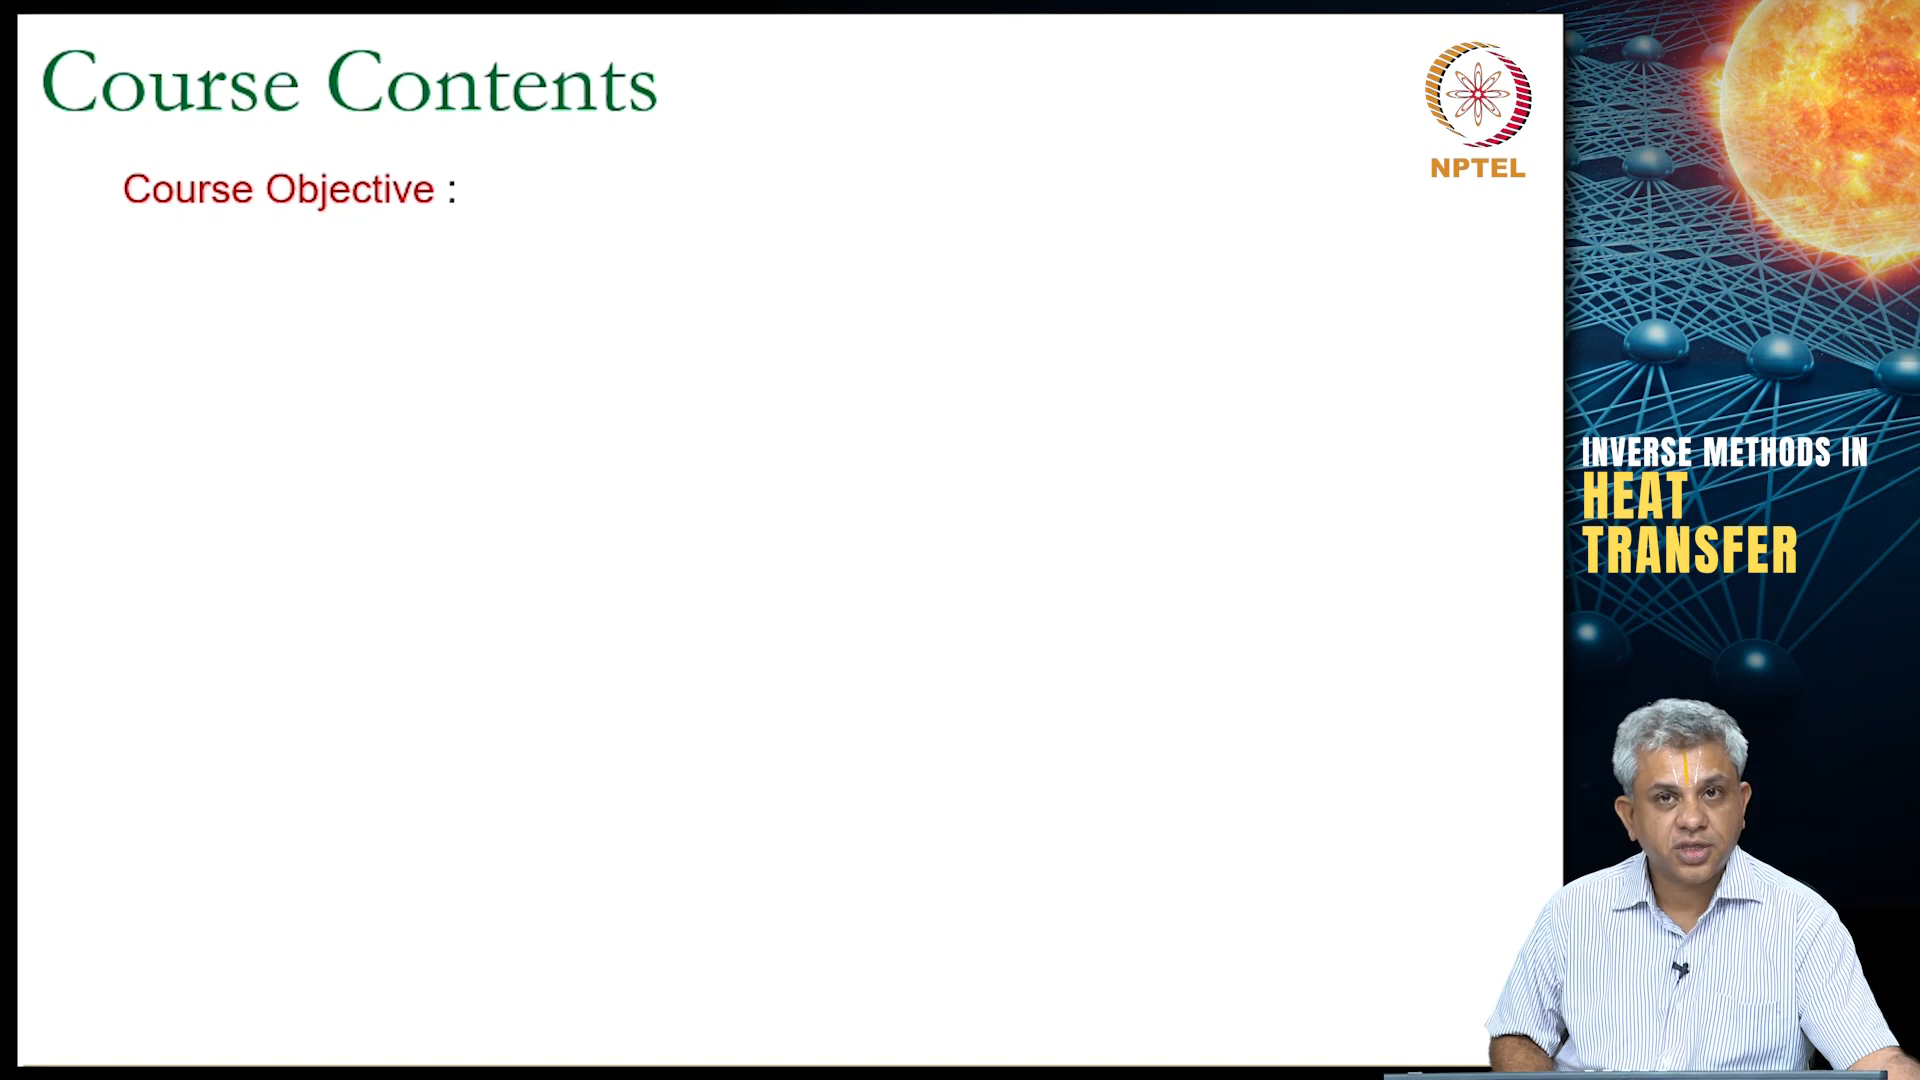 Course Contents
NPTEL
Course Objective :
INVERSE METHODS IN
HEAT
TRANSFER